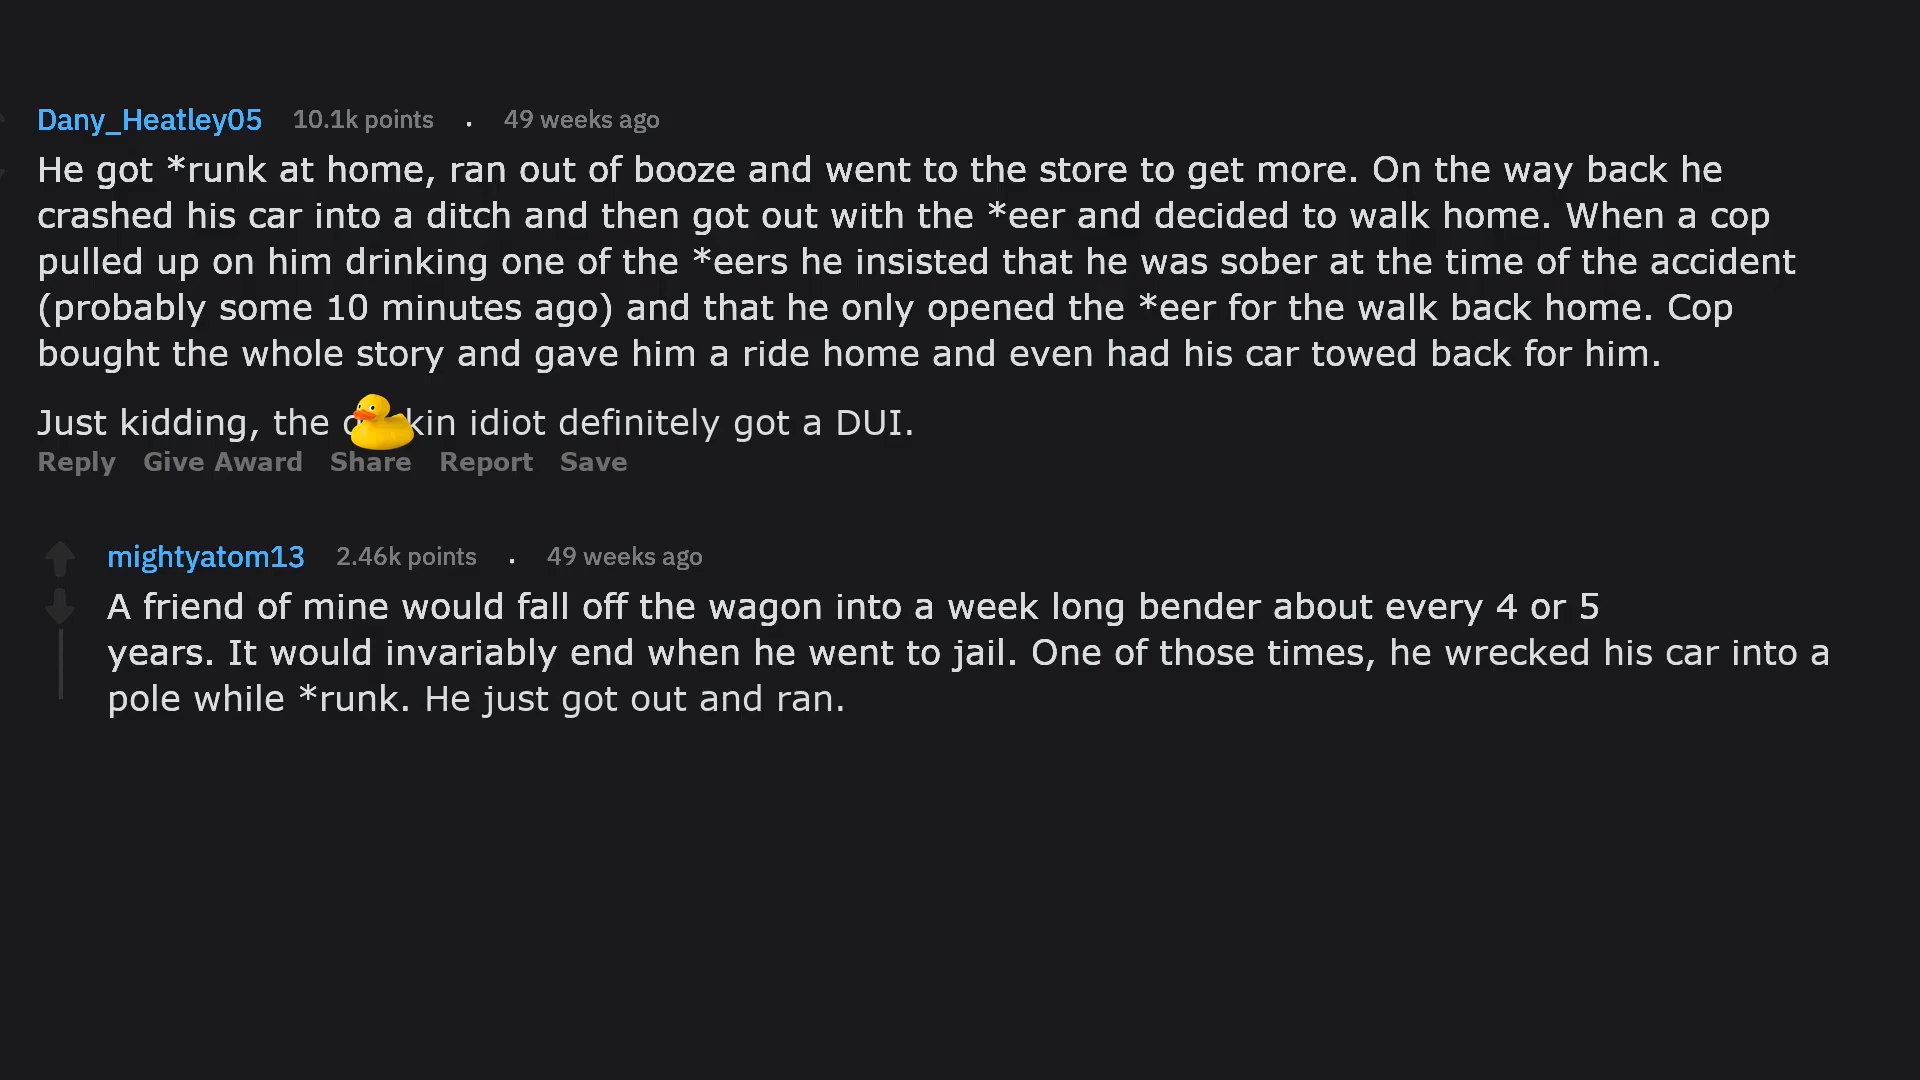 Dany_Heatley05 10.1k points . 49 weeks ago
He got *runk at home, ran out of booze and went to the store to get more. On the way back he
crashed his car into a ditch and then got out with the *eer and decided to walk home. When a cop
pulled up on him drinking one of the *eers he insisted that he was sober at the time of the accident
(probably some 10 minutes ago) and that he only opened the *eer for the walk back home. Cop
bought the whole story and gave him a ride home and even had his car towed back for him.
Just kidding, the idiot definitely got a DUI.
Reply Give Award Share Report Save
mightyatom13 2.46k points . 49 weeks ago
A friend of mine would fall off the wagon into a week long bender about every 4 or 5
years. It would invariably end when he went to jail. One of those times, he wrecked his car into a
pole while *runk. He just got out and ran.